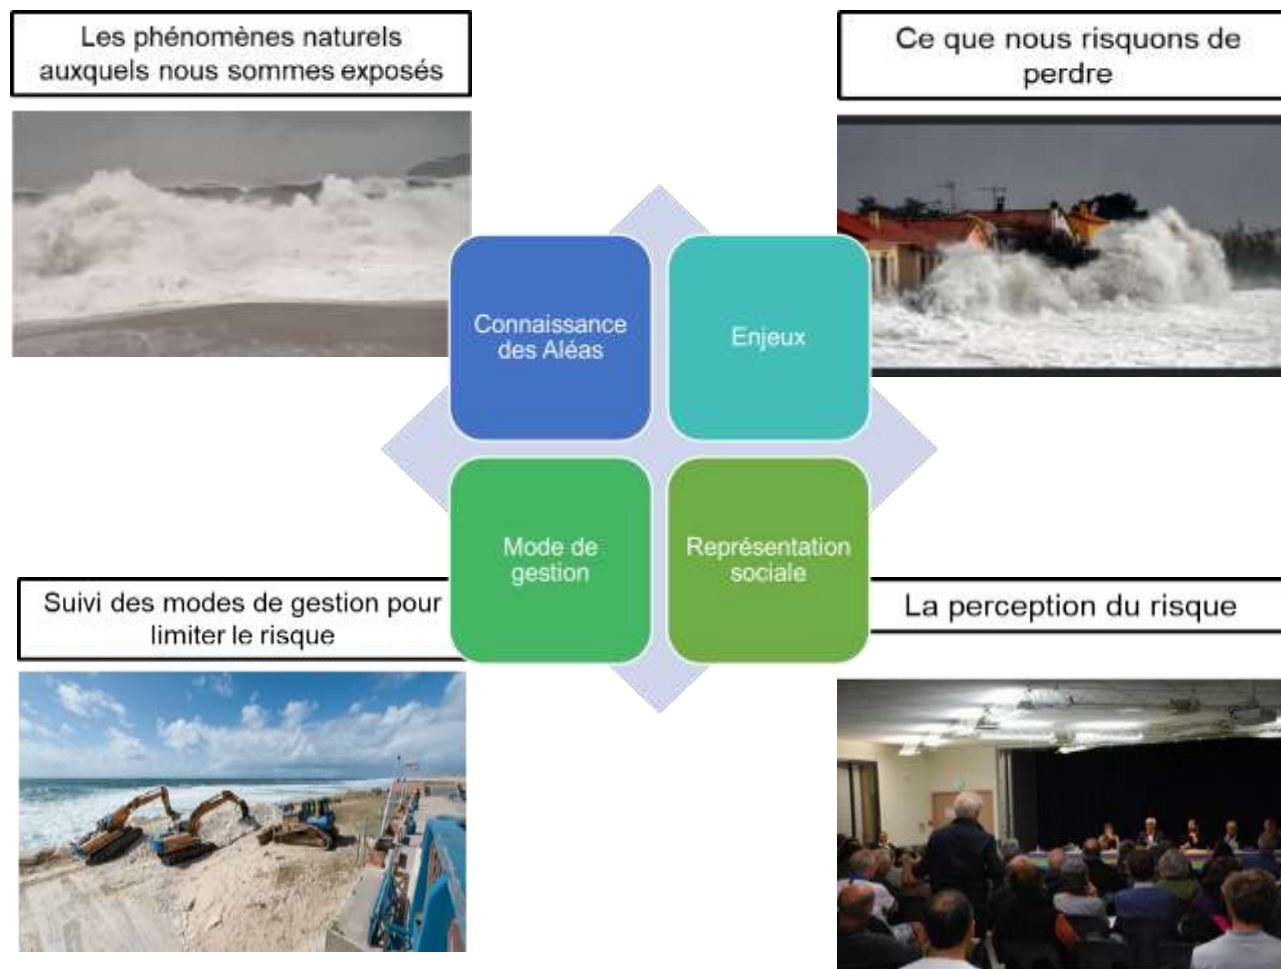 Les phénomènes naturels
auxquels nous sommes exposés
Ce que nous risquons de
perdre
Connaissance
des Aléas
Enjeux
Mode de
gestion
Représentation
sociale
Suivi des modes de gestion pour
limiter le risque
La perception du risque